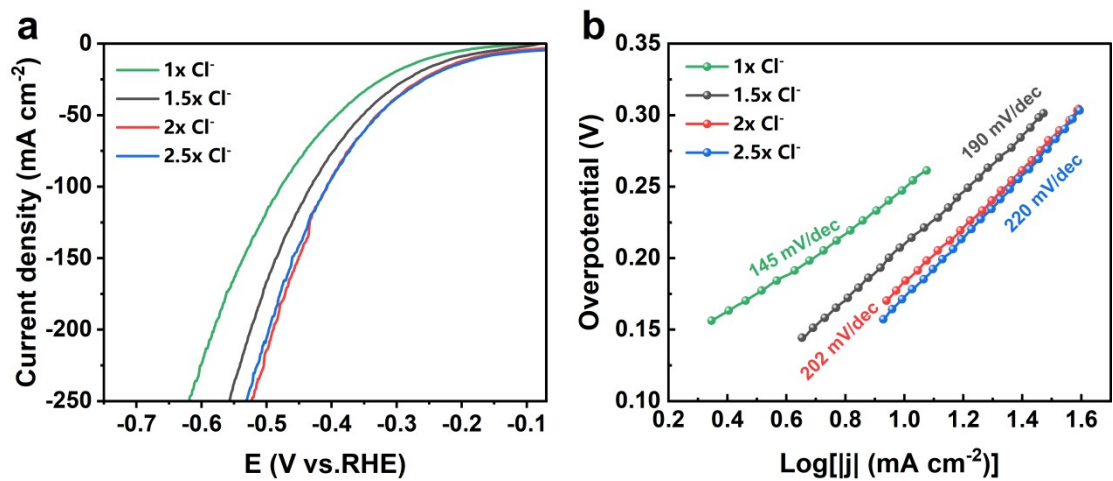 a
Current density (mA cm⁻²)
0
-50
-100
-150
-200
-250
1x Cl⁻
1.5x Cl⁻
2x Cl⁻
2.5x Cl⁻
-0.7 -0.6 -0.5 -0.4 -0.3 -0.2 -0.1
E (V vs.RHE)
b
Overpotential (V)
0.35
0.30
0.25
0.20
0.15
0.10
1x Cl⁻
1.5x Cl⁻
2x Cl⁻
2.5x Cl⁻
190 mV/dec
145 mV/dec
220 mV/dec
202 mV/dec
0.2 0.4 0.6 0.8 1.0 1.2 1.4 1.6
Log[|j| (mA cm⁻²)]